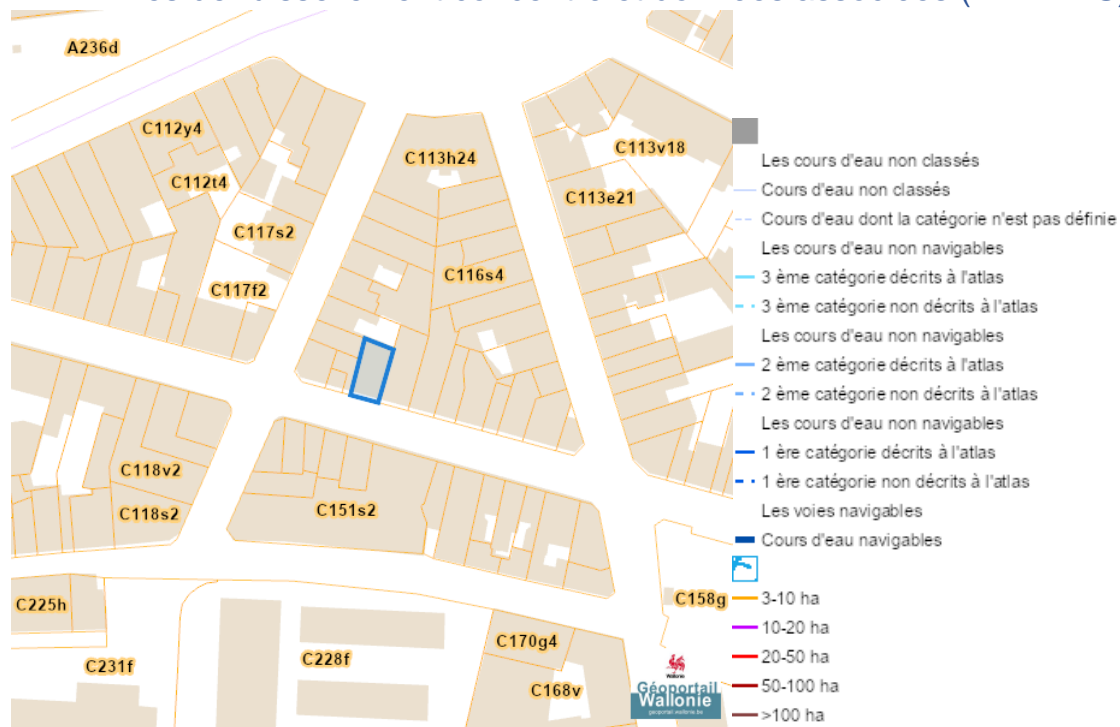 A236d
C112y4
C113h24
C113v18
C112t4
C113e21
C117s2
C116s4
C117f2
C118v2
C118s2
C151s2
C225h
C158g
C170g4
C231f
C228f
C168v
Wallonie
Géoportail
Wallonie
geoportail.wallonie.be
Les cours d'eau non classés
Cours d'eau non classés
Cours d'eau dont la catégorie n'est pas définie
Les cours d'eau non navigables
3 ème catégorie décrits à l'atlas
3 ème catégorie non décrits à l'atlas
Les cours d'eau non navigables
2 ème catégorie décrits à l'atlas
2 ème catégorie non décrits à l'atlas
Les cours d'eau non navigables
1 ère catégorie décrits à l'atlas
1 ère catégorie non décrits à l'atlas
Les voies navigables
Cours d'eau navigables
3-10 ha
10-20 ha
20-50 ha
50-100 ha
>100 ha